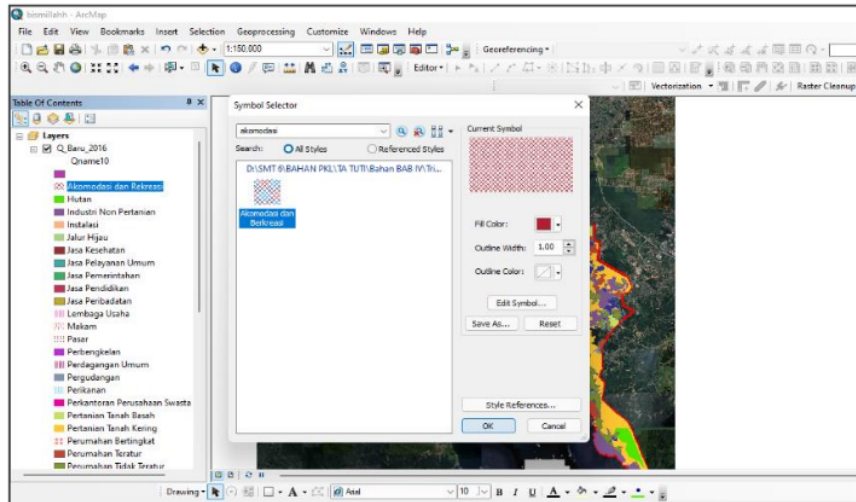 bismillahh - ArcMap
File Edit View Bookmarks Insert Selection Geoprocessing Customize Windows Help
1:150.000
Georeferencing
Editor
Vectorization
Raster Cleanup
Table Of Contents
Layers
Q_Baru_2016
Qname10
Akomodasi dan Rekreasi
Hutan
Industri Non Pertanian
Instalasi
Jalur Hijau
Jasa Kesehatan
Jasa Pelayanan Umum
Jasa Pemerintahan
Jasa Pendidikan
Jasa Peribadatan
Lembaga Usaha
Makam
Pasar
Perbengkelan
Perdagangan Umum
Pergudangan
Perikanan
Perkantoran Perusahaan Swasta
Pertanian Tanah Basah
Pertanian Tanah Kering
Perumahan Bertingkat
Perumahan Teratur
Perumahan Tidak Teratur
Symbol Selector
akomodasi
Search: All Styles Referenced Styles
D:\SMT 6\BAHAN PKL\TA TUTI\Bahan BAB IV\Tri...
Akomodasi dan
Berkreasi
Current Symbol
Fill Color:
Outline Width: 1.00
Outline Color:
Edit Symbol...
Save As... Reset
Style References...
OK Cancel
Drawing A Arial 10 B I U A